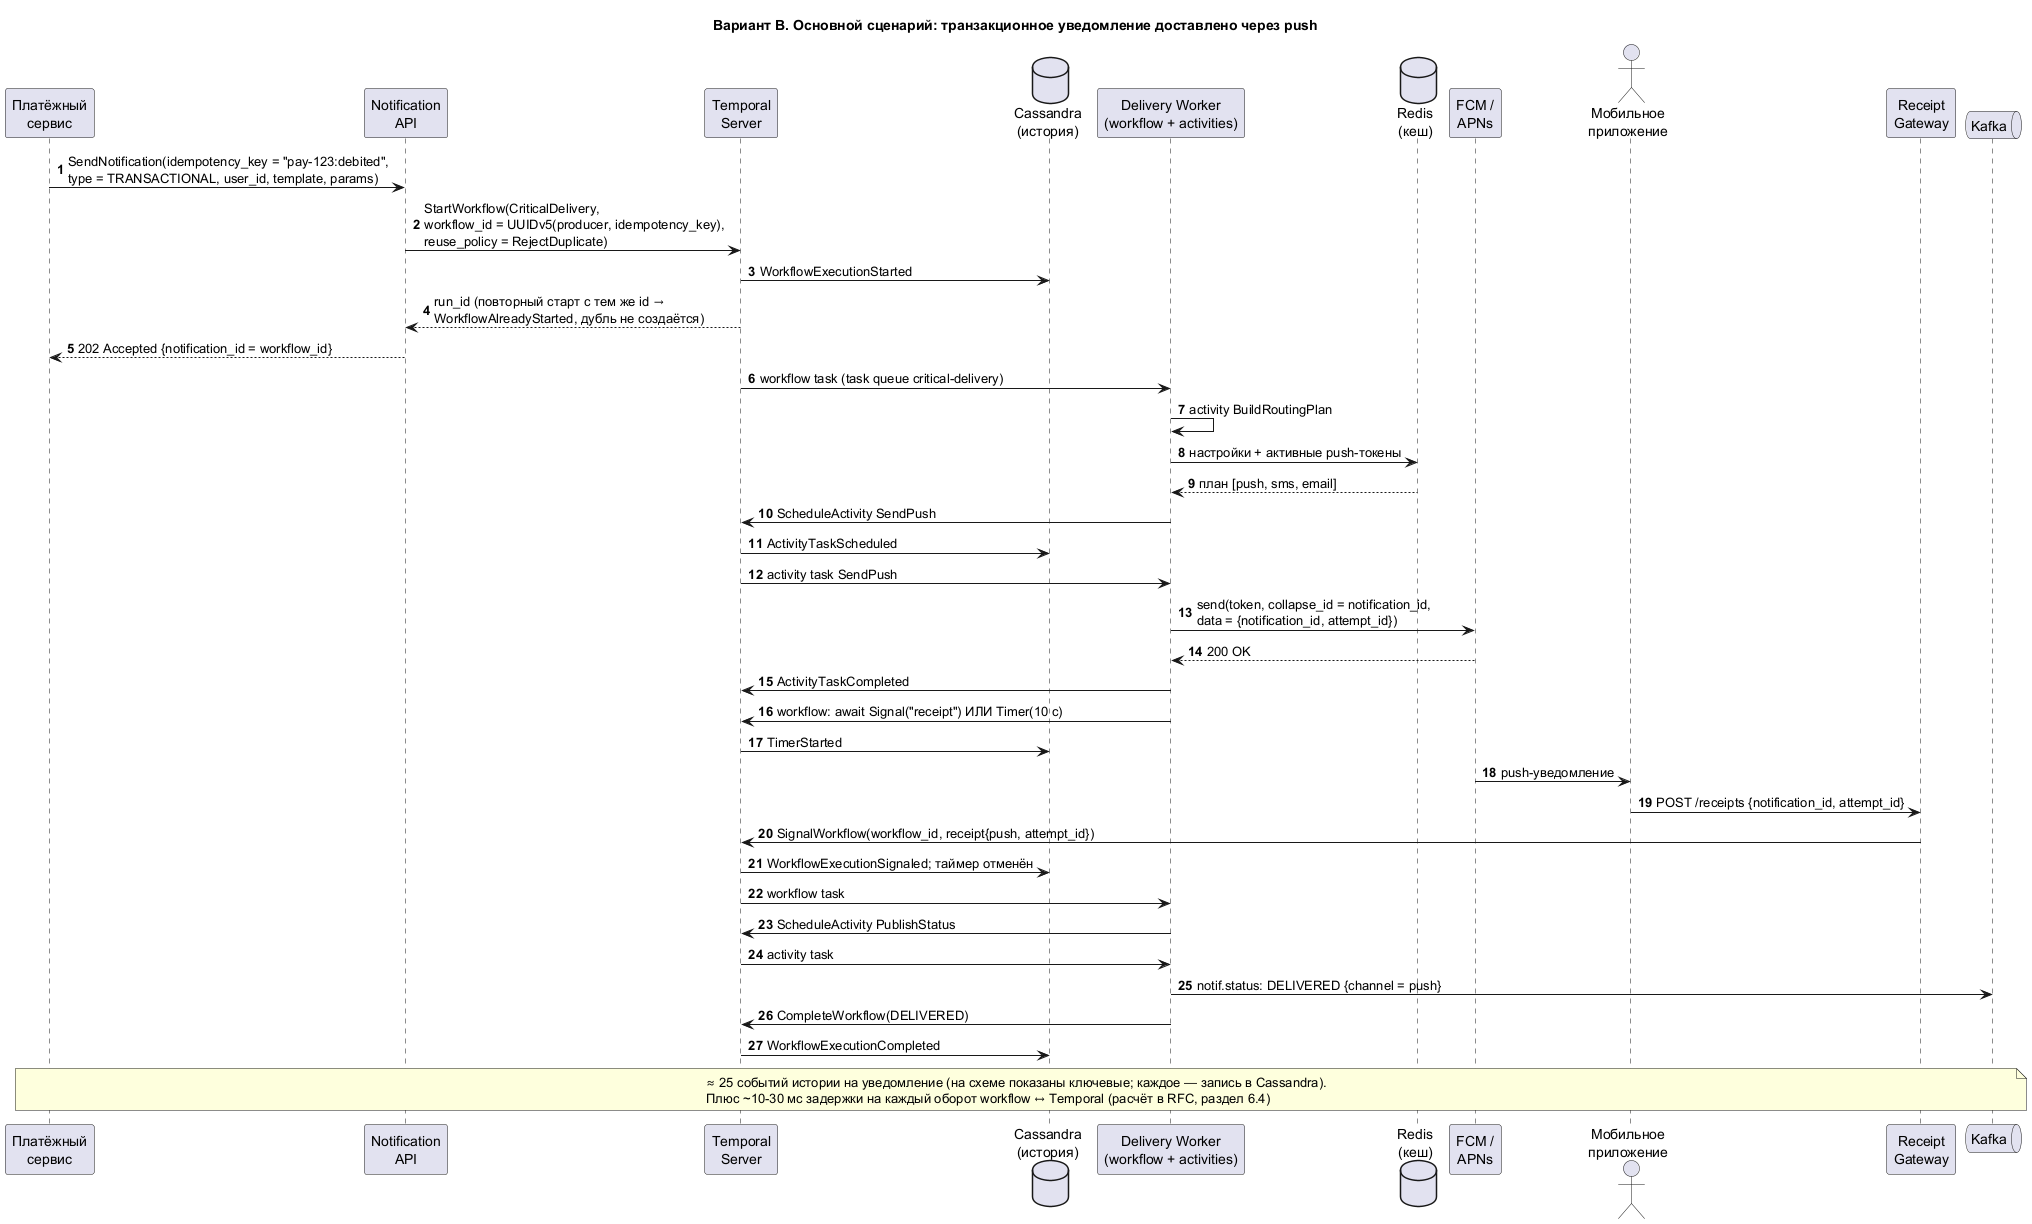 Вариант B. Основной сценарий: транзакционное уведомление доставлено через push
Платёжный
сервис
Notification
API
Temporal
Server
Cassandra
(история)
Delivery Worker
(workflow + activities)
Redis
(кеш)
FCM /
APNs
Мобильное
приложение
Receipt
Gateway
Kafka
1 SendNotification(idempotency_key = "pay-123:debited",
type = TRANSACTIONAL, user_id, template, params)
2 StartWorkflow(CriticalDelivery,
workflow_id = UUIDv5(producer, idempotency_key),
reuse_policy = RejectDuplicate)
3 WorkflowExecutionStarted
4 run_id (повторный старт с тем же id →
WorkflowAlreadyStarted, дубль не создаётся)
5 202 Accepted {notification_id = workflow_id}
6 workflow task (task queue critical-delivery)
7 activity BuildRoutingPlan
8 настройки + активные push-токены
9 план [push, sms, email]
10 ScheduleActivity SendPush
11 ActivityTaskScheduled
12 activity task SendPush
13 send(token, collapse_id = notification_id,
data = {notification_id, attempt_id})
14 200 OK
15 ActivityTaskCompleted
16 workflow: await Signal("receipt") ИЛИ Timer(10 с)
17 TimerStarted
18 push-уведомление
19 POST /receipts {notification_id, attempt_id}
20 SignalWorkflow(workflow_id, receipt{push, attempt_id})
21 WorkflowExecutionSignaled; таймер отменён
22 workflow task
23 ScheduleActivity PublishStatus
24 activity task
25 notif.status: DELIVERED {channel = push}
26 CompleteWorkflow(DELIVERED)
27 WorkflowExecutionCompleted
≈ 25 событий истории на уведомление (на схеме показаны ключевые; каждое — запись в Cassandra).
Плюс ~10-30 мс задержки на каждый оборот workflow ↔ Temporal (расчёт в RFC, раздел 6.4)
Платёжный
сервис
Notification
API
Temporal
Server
Cassandra
(история)
Delivery Worker
(workflow + activities)
Redis
(кеш)
FCM /
APNs
Мобильное
приложение
Receipt
Gateway
Kafka